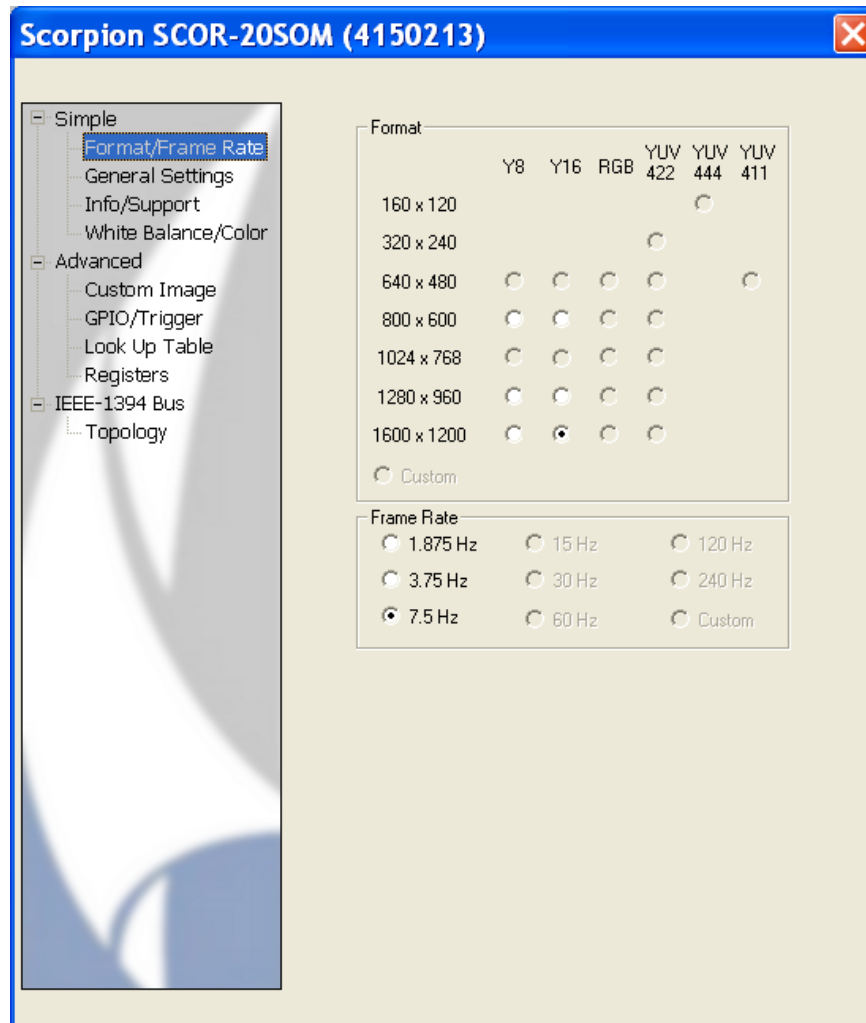 Scorpion SCOR-20SOM (4150213)
Simple
Format/Frame Rate
General Settings
Info/Support
White Balance/Color
Advanced
Custom Image
GPIO/Trigger
Look Up Table
Registers
IEEE-1394 Bus
Topology
Format
Y8 Y16 RGB YUV 422 YUV 444 YUV 411
160 x 120
320 x 240
640 x 480
800 x 600
1024 x 768
1280 x 960
1600 x 1200
Custom
Frame Rate
1.875 Hz 15 Hz 120 Hz
3.75 Hz 30 Hz 240 Hz
7.5 Hz 60 Hz Custom